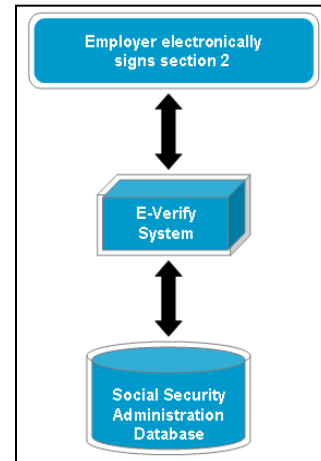 Employer electronically
signs section 2
E-Verify
System
Social Security
Administration
Database